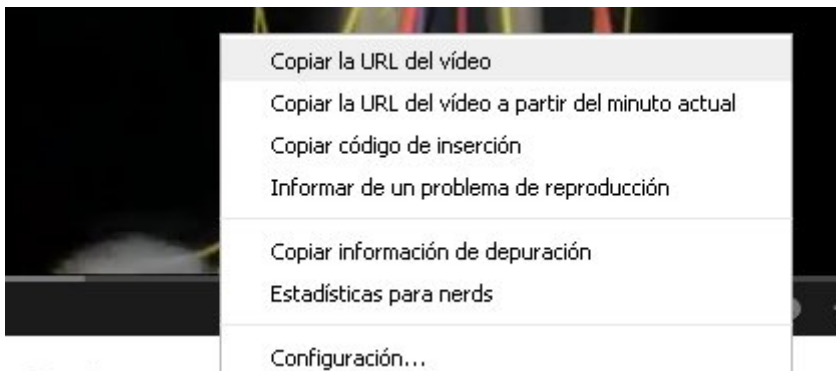 Copiar la URL del vídeo
Copiar la URL del vídeo a partir del minuto actual
Copiar código de inserción
Informar de un problema de reproducción
Copiar información de depuración
Estadísticas para nerds
Configuración...